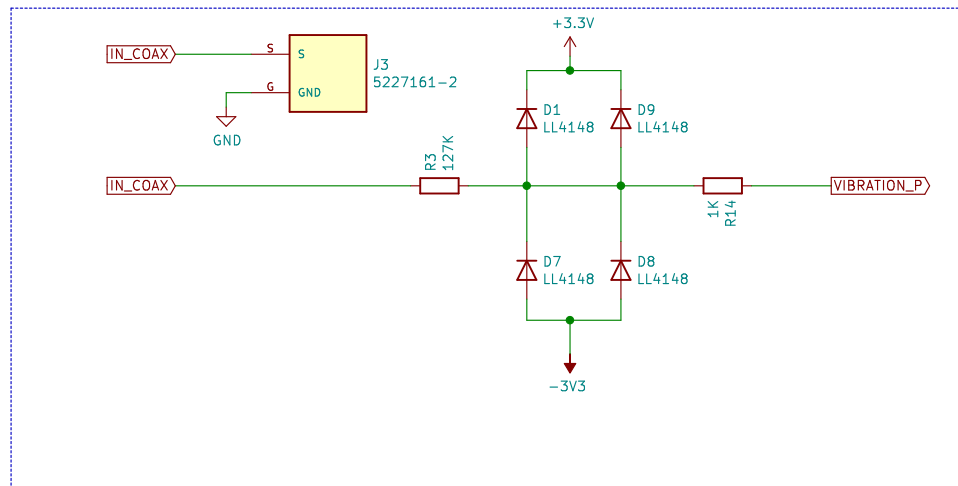 +3.3V
IN_COAX
S
S
J3
5227161-2
G
GND
GND
D1
LL4148
D9
LL4148
R3
127K
IN_COAX
VIBRATION_P
1K
R14
D7
LL4148
D8
LL4148
-3V3